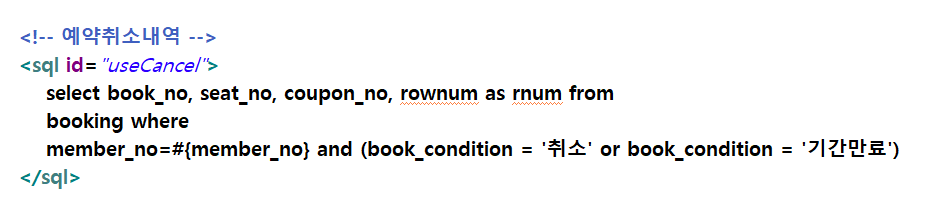 <!-- 예약취소내역 -->
<sql id="useCancel">
select book_no, seat_no, coupon_no, rownum as rnum from
booking where
member_no=#{member_no} and (book_condition = '취소' or book_condition = '기간만료')
</sql>